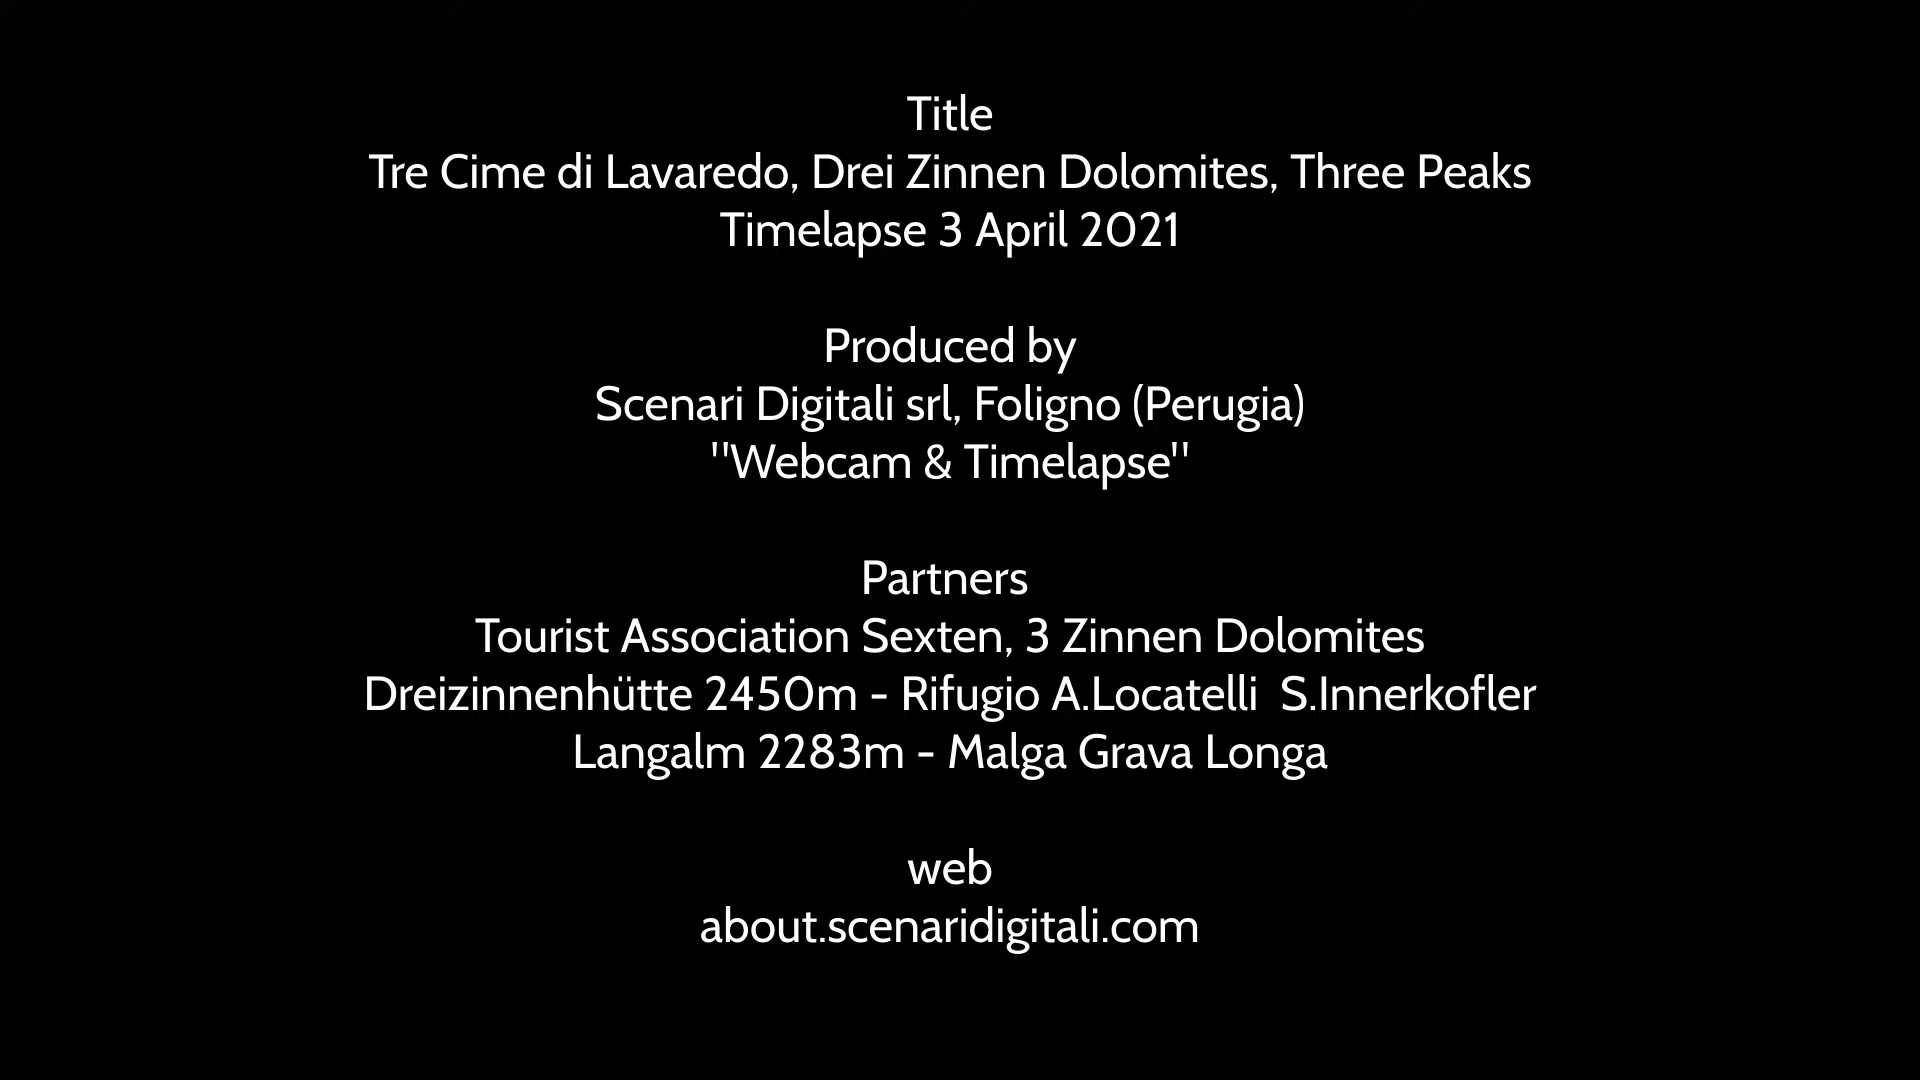 Title
Tre Cime di Lavaredo, Drei Zinnen Dolomites, Three Peaks
Timelapse 3 April 2021
Produced by
Scenari Digitali srl, Foligno (Perugia)
"Webcam & Timelapse"
Partners
Tourist Association Sexten, 3 Zinnen Dolomites
Dreizinnenhütte 2450m - Rifugio A.Locatelli  S.Innerkofler
Langalm 2283m - Malga Grava Longa
web
about.scenaridigitali.com